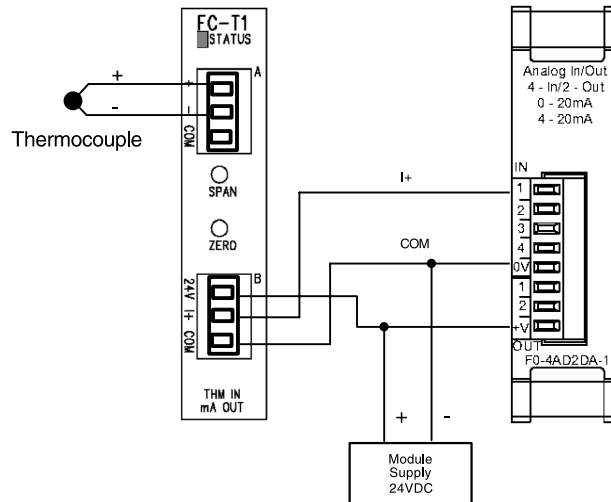 FC-T1
STATUS
A
+
-
COM
+
-
Thermocouple
SPAN
ZERO
B
24V
I+
COM
THM IN
mA OUT
I+
COM
Analog In/Out
4 - In/2 - Out
0 - 20mA
4 - 20mA
IN
1
2
3
4
0V
1
2
+V
OUT
F0-4AD2DA-1
+
-
Module
Supply
24VDC